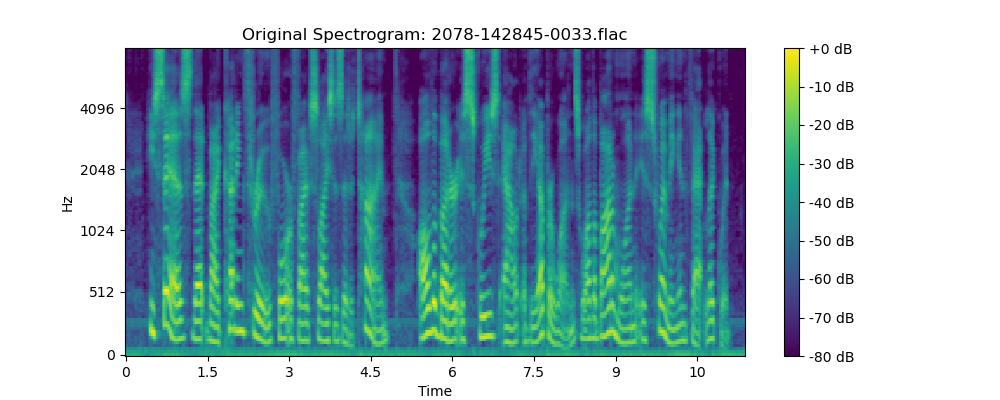 Original Spectrogram: 2078-142845-0033.flac
Hz
4096
2048
1024
512
0
0 1.5 3 4.5 6 7.5 9 10
Time
+0 dB
-10 dB
-20 dB
-30 dB
-40 dB
-50 dB
-60 dB
-70 dB
-80 dB